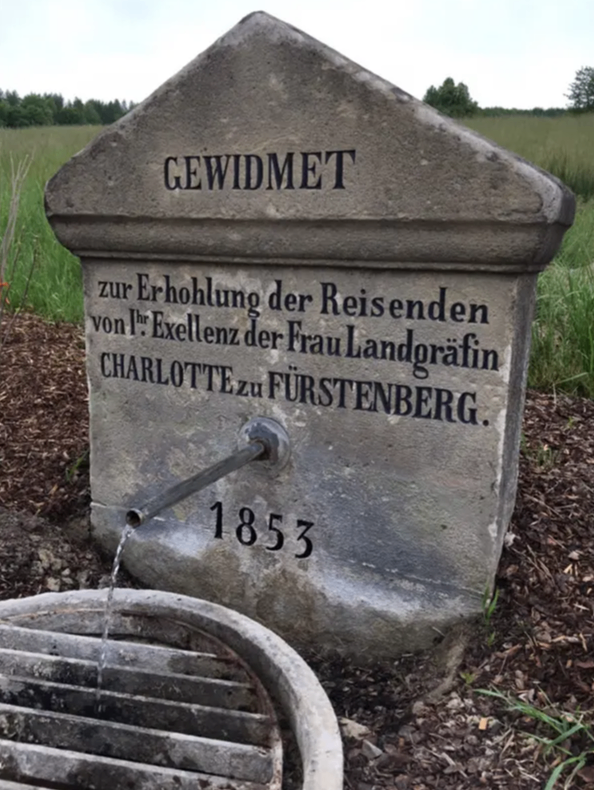 GEWIDMET
zur Erhohlung der Reisenden
von Ihr. Exellenz der Frau Landgräfin
CHARLOTTE zu FÜRSTENBERG.
1853